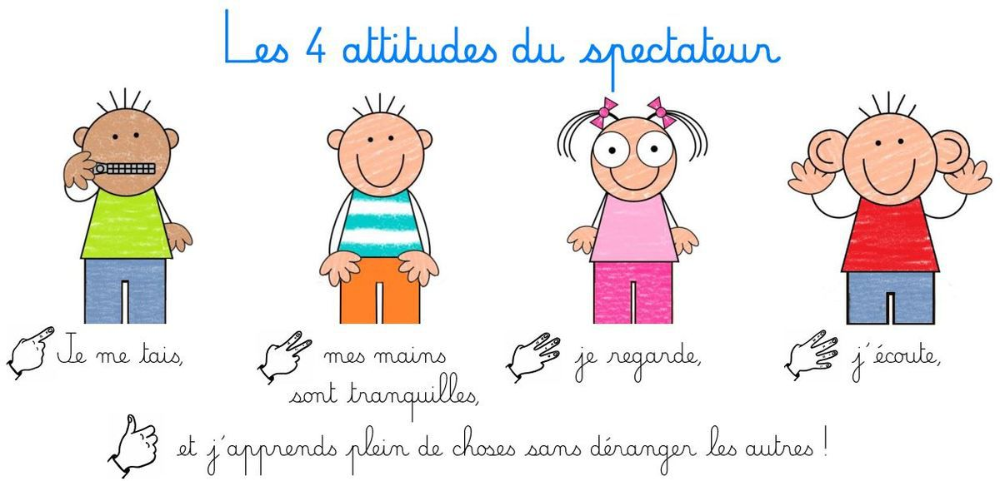 Les 4 attitudes du spectateur
Je me tais,
mes mains
sont tranquilles,
je regarde,
j'écoute,
et j'apprends plein de choses sans déranger les autres !